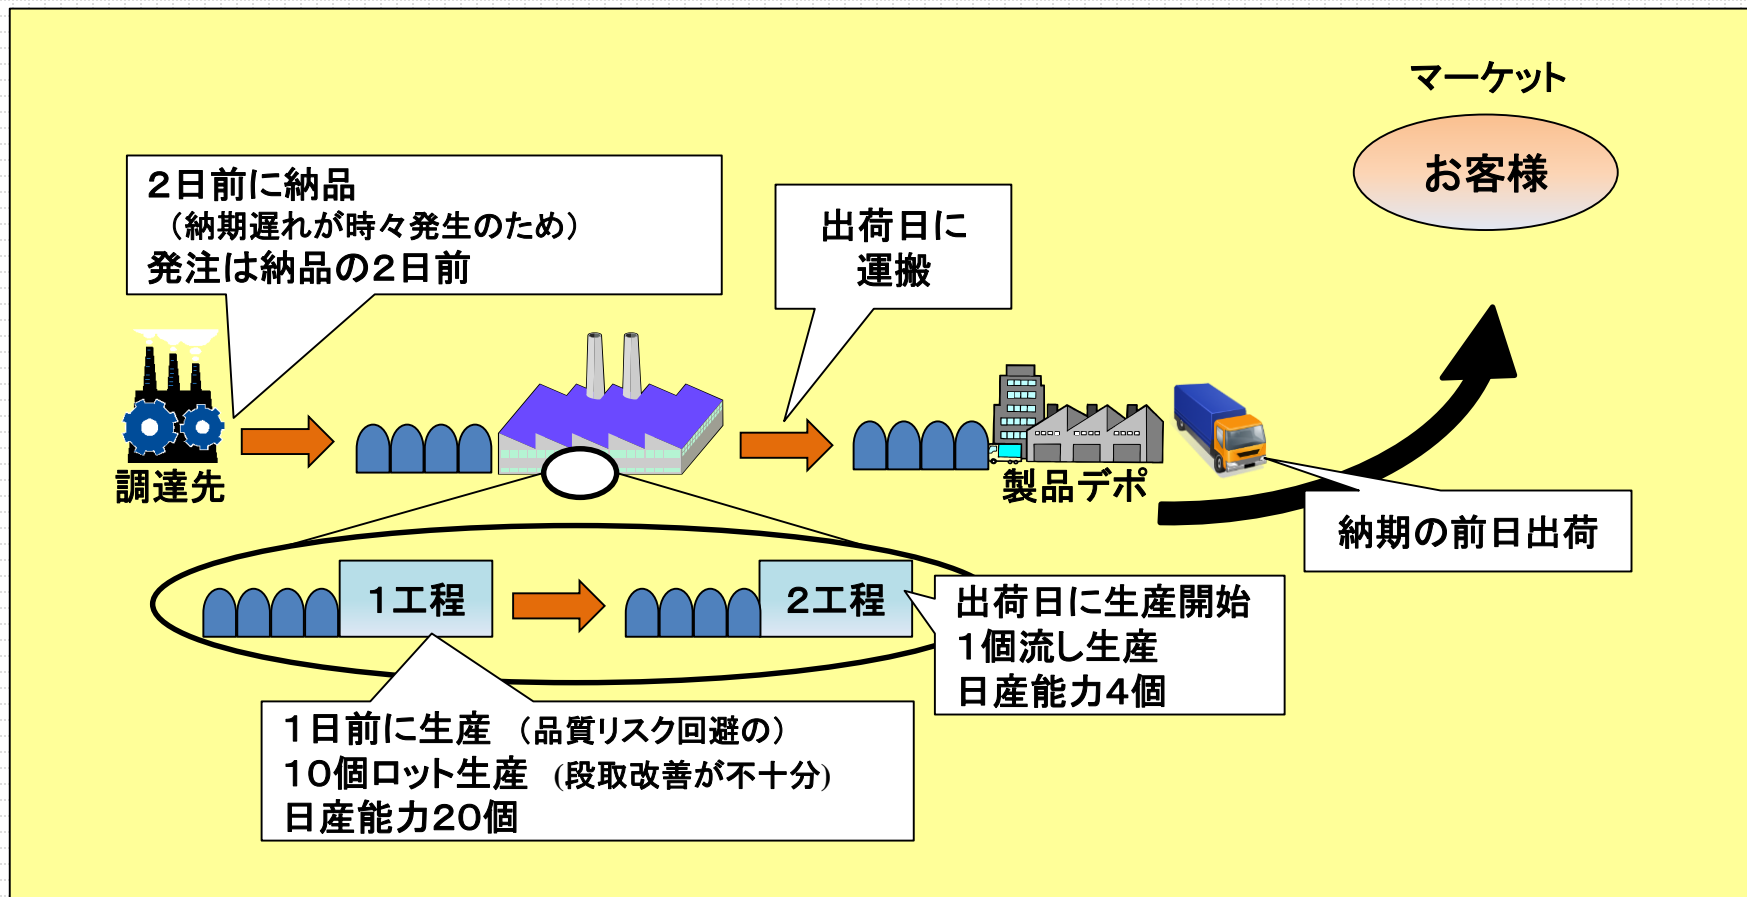 マーケット
お客様
2日前に納品
（納期遅れが時々発生のため）
発注は納品の2日前
出荷日に
運搬
調達先
製品デポ
納期の前日出荷
1工程
2工程
出荷日に生産開始
1個流し生産
日産能力4個
1日前に生産 （品質リスク回避の）
10個ロット生産 (段取改善が不十分)
日産能力20個